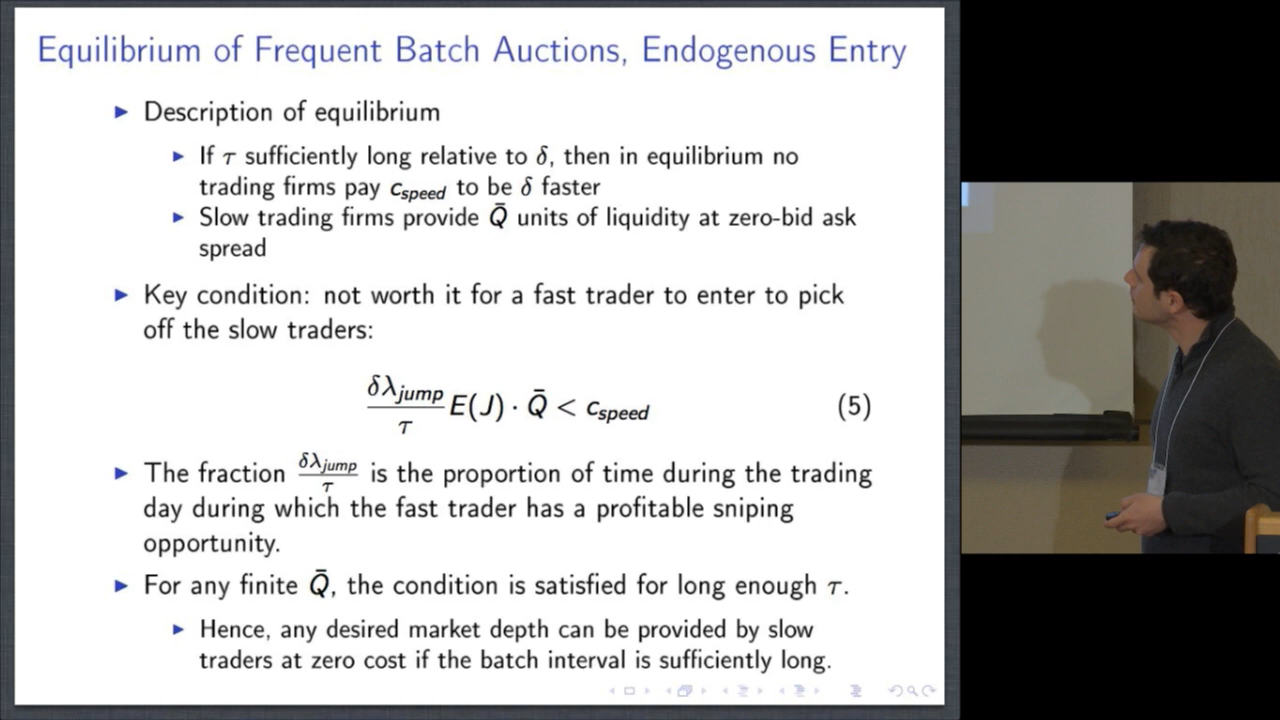 Equilibrium of Frequent Batch Auctions, Endogenous Entry
▶ Description of equilibrium
▶ If τ sufficiently long relative to δ, then in equilibrium no
trading firms pay c_speed to be δ faster
▶ Slow trading firms provide Q̄ units of liquidity at zero-bid ask
spread
▶ Key condition: not worth it for a fast trader to enter to pick
off the slow traders:
δλ_jump/τ E(J) · Q̄ < c_speed (5)
▶ The fraction δλ_jump/τ is the proportion of time during the trading
day during which the fast trader has a profitable sniping
opportunity.
▶ For any finite Q̄, the condition is satisfied for long enough τ.
▶ Hence, any desired market depth can be provided by slow
traders at zero cost if the batch interval is sufficiently long.